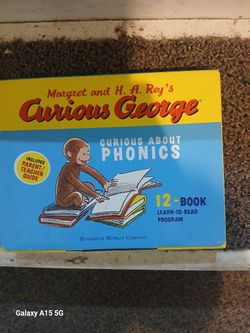 Margret and H. A. Rey's
Curious George
CURIOUS ABOUT
PHONICS
INCLUDES
PARENT/
TEACHER
GUIDE
12-BOOK
LEARN-TO-READ
PROGRAM
HOUGHTON MIFFLIN COMPANY
Galaxy A15 5G